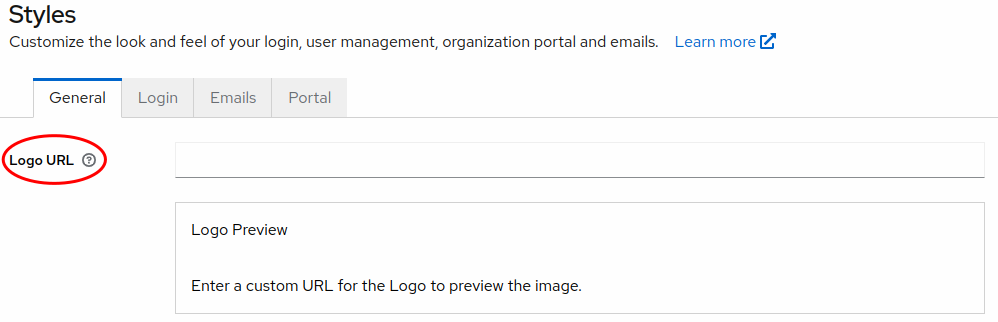 Styles
Customize the look and feel of your login, user management, organization portal and emails. Learn more
General Login Emails Portal
Logo URL
Logo Preview
Enter a custom URL for the Logo to preview the image.